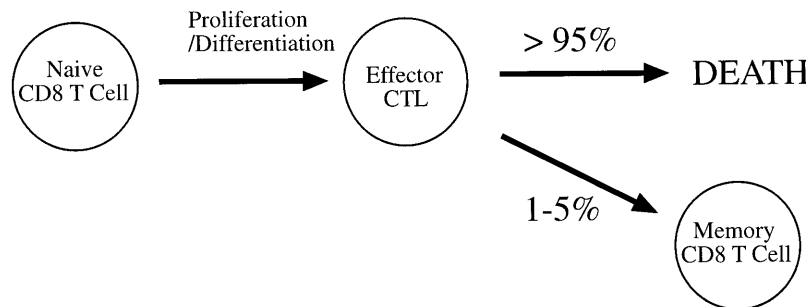 Proliferation
/Differentiation
Naive
CD8 T Cell
Effector
CTL
> 95%
DEATH
1-5%
Memory
CD8 T Cell